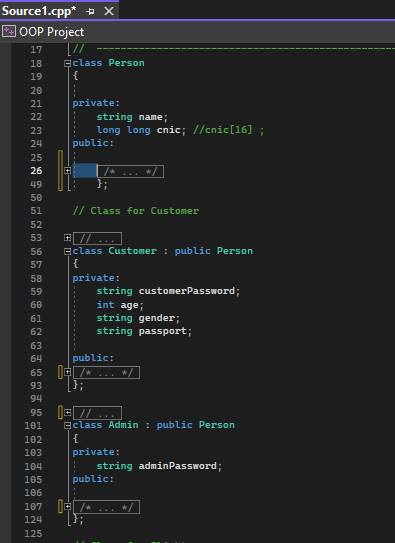 Source1.cpp*
OOP Project
17 // ------------------------------------------------
18 class Person
19 {
20
21 private:
22 string name;
23 long long cnic; //cnic[16] ;
24 public:
25
26 /* ... */
49 };
50
51 // Class for Customer
52
53 // ...
56 class Customer : public Person
57 {
58 private:
59 string customerPassword;
60 int age;
61 string gender;
62 string passport;
63
64 public:
65 /* ... */
93 };
94
95 // ...
101 class Admin : public Person
102 {
103 private:
104 string adminPassword;
105 public:
106
107 /* ... */
124 };
125